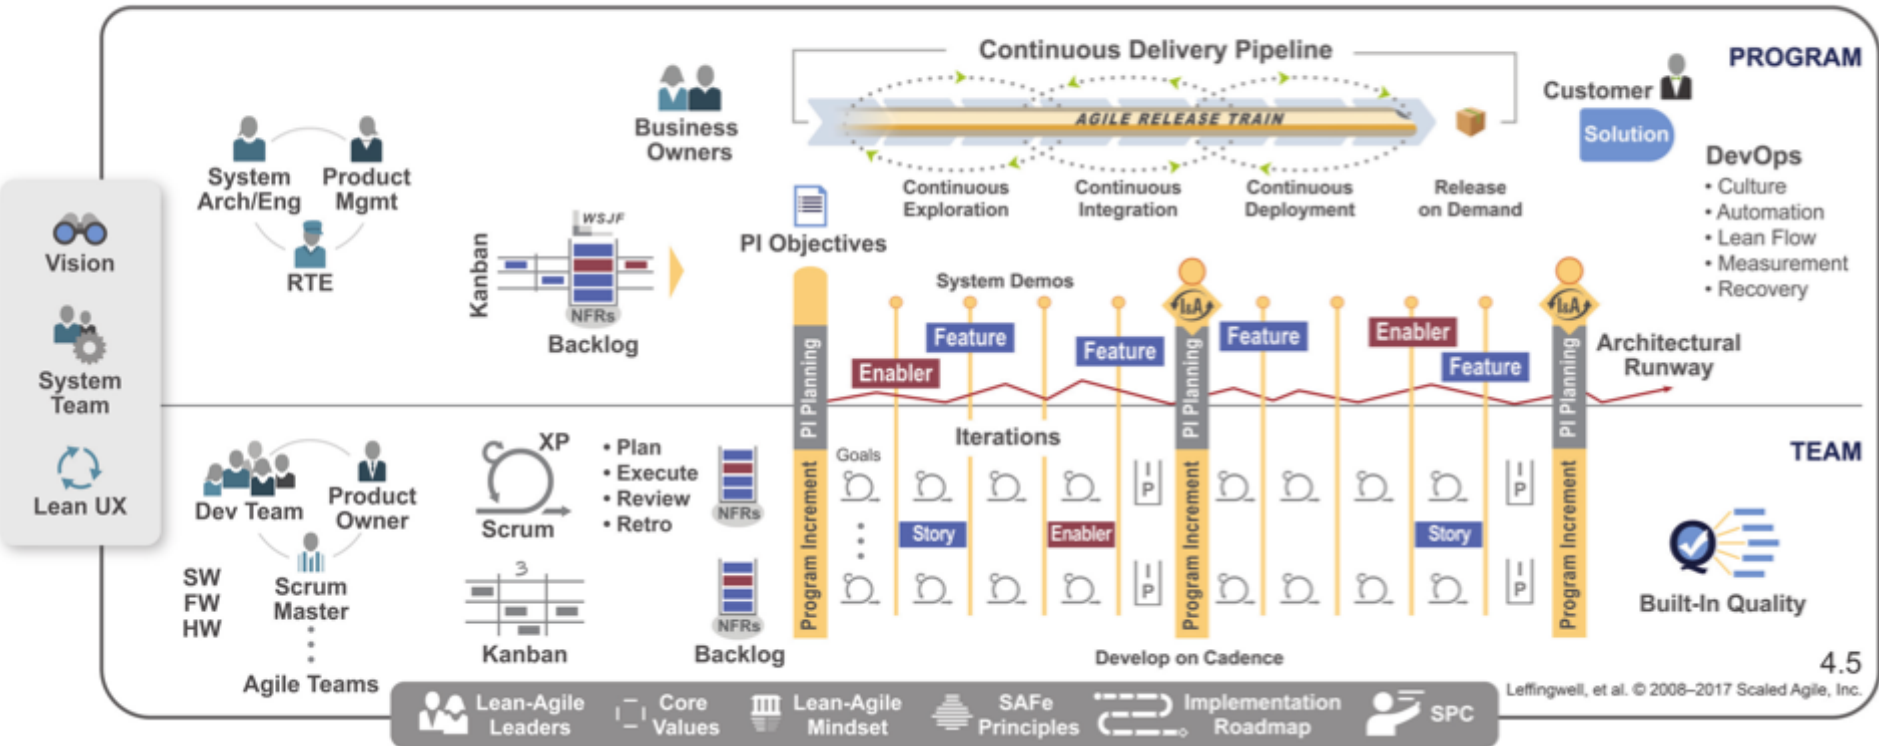 Continuous Delivery Pipeline
PROGRAM
Customer
Solution
Business
Owners
AGILE RELEASE TRAIN
System
Arch/Eng
Product
Mgmt
RTE
DevOps
• Culture
• Automation
• Lean Flow
• Measurement
• Recovery
Continuous
Exploration
Continuous
Integration
Continuous
Deployment
Release
on Demand
Vision
System
Team
Lean UX
Kanban
WSJF
NFRs
Backlog
PI Objectives
System Demos
I&A
I&A
Feature
Feature
Feature
Enabler
Feature
Enabler
Architectural
Runway
PI Planning
PI Planning
PI Planning
TEAM
Dev Team
Product
Owner
Scrum
Master
SW
FW
HW
Agile Teams
XP
Scrum
• Plan
• Execute
• Review
• Retro
3
Kanban
NFRs
NFRs
Backlog
Program Increment
Program Increment
Program Increment
Iterations
Goals
I
P
I
P
Story
Enabler
Story
I
P
I
P
Develop on Cadence
Built-In Quality
4.5
Leffingwell, et al. © 2008–2017 Scaled Agile, Inc.
Lean-Agile
Leaders
Core
Values
Lean-Agile
Mindset
SAFe
Principles
Implementation
Roadmap
SPC